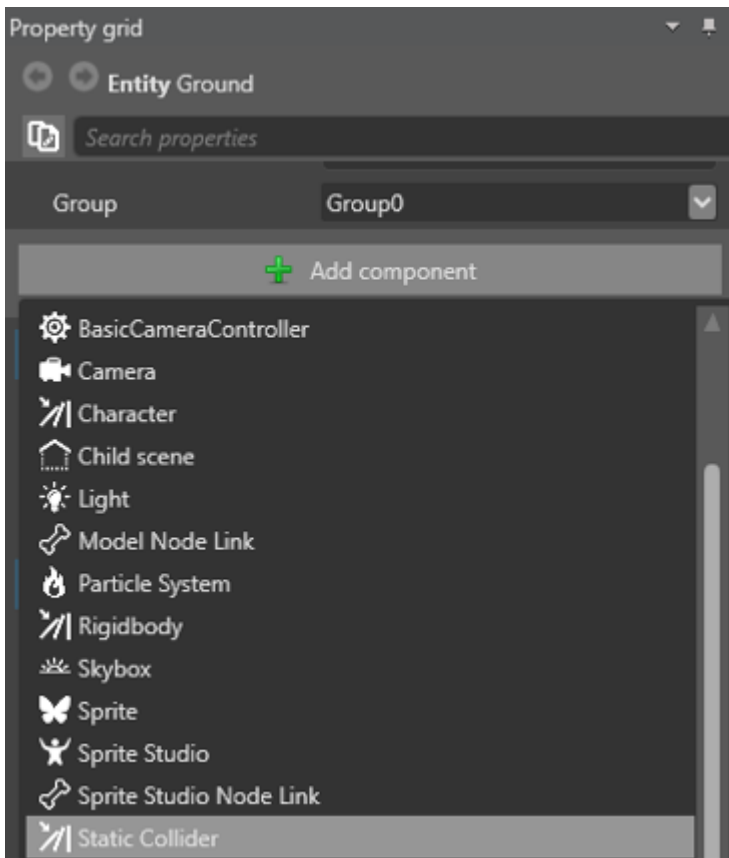 Property grid
Entity Ground
Search properties
Group Group0
Add component
BasicCameraController
Camera
Character
Child scene
Light
Model Node Link
Particle System
Rigidbody
Skybox
Sprite
Sprite Studio
Sprite Studio Node Link
Static Collider